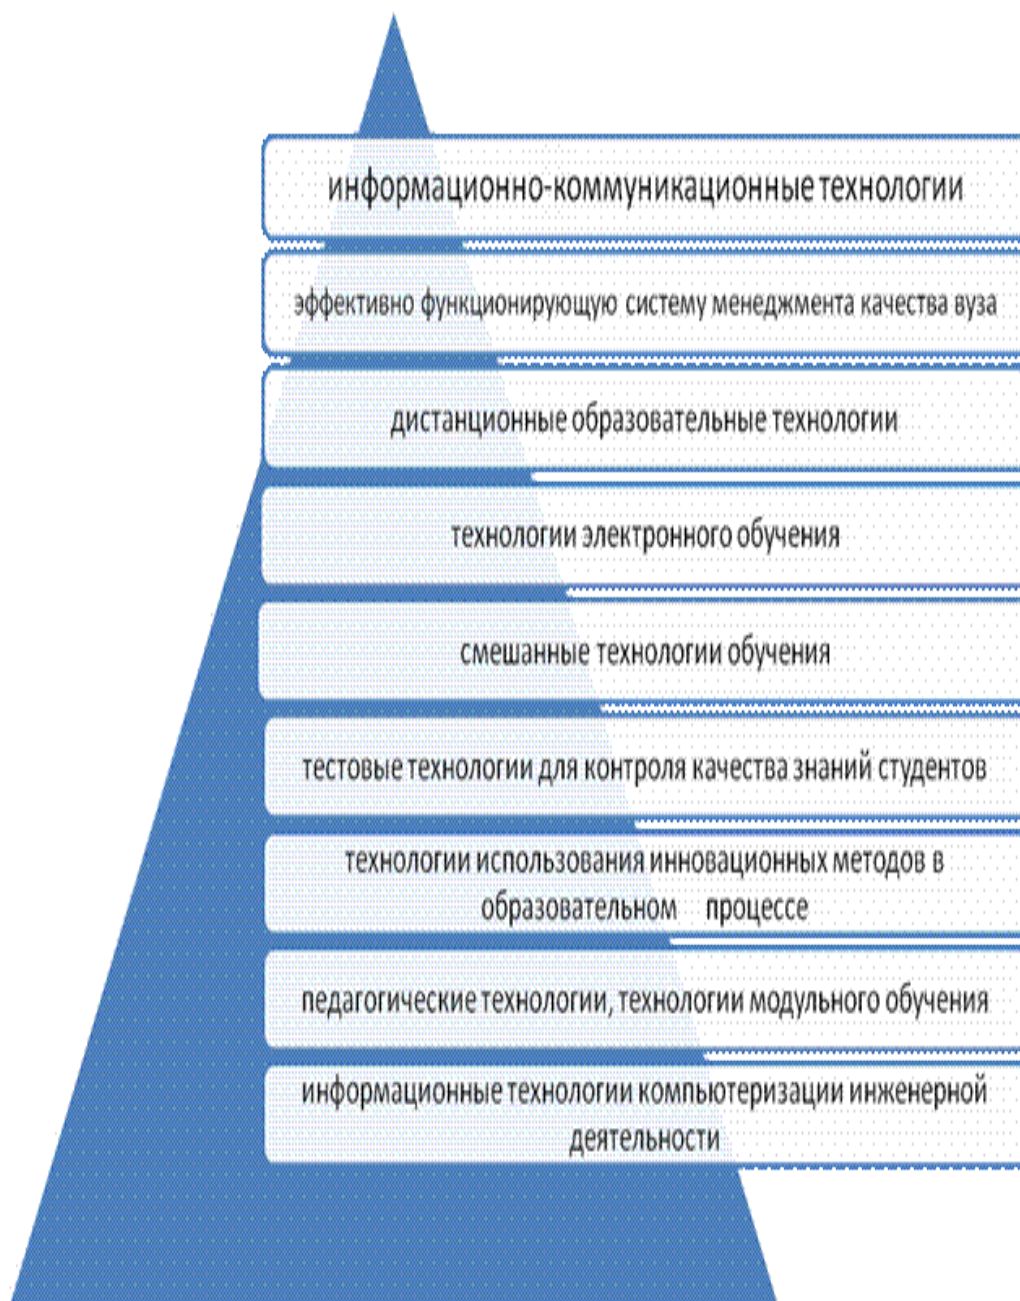 информационно-коммуникационные технологии
эффективно функционирующую систему менеджмента качества вуза
дистанционные образовательные технологии
технологии электронного обучения
смешанные технологии обучения
тестовые технологии для контроля качества знаний студентов
технологии использования инновационных методов в
образовательном процессе
педагогические технологии, технологии модульного обучения
информационные технологии компьютеризации инженерной
деятельности